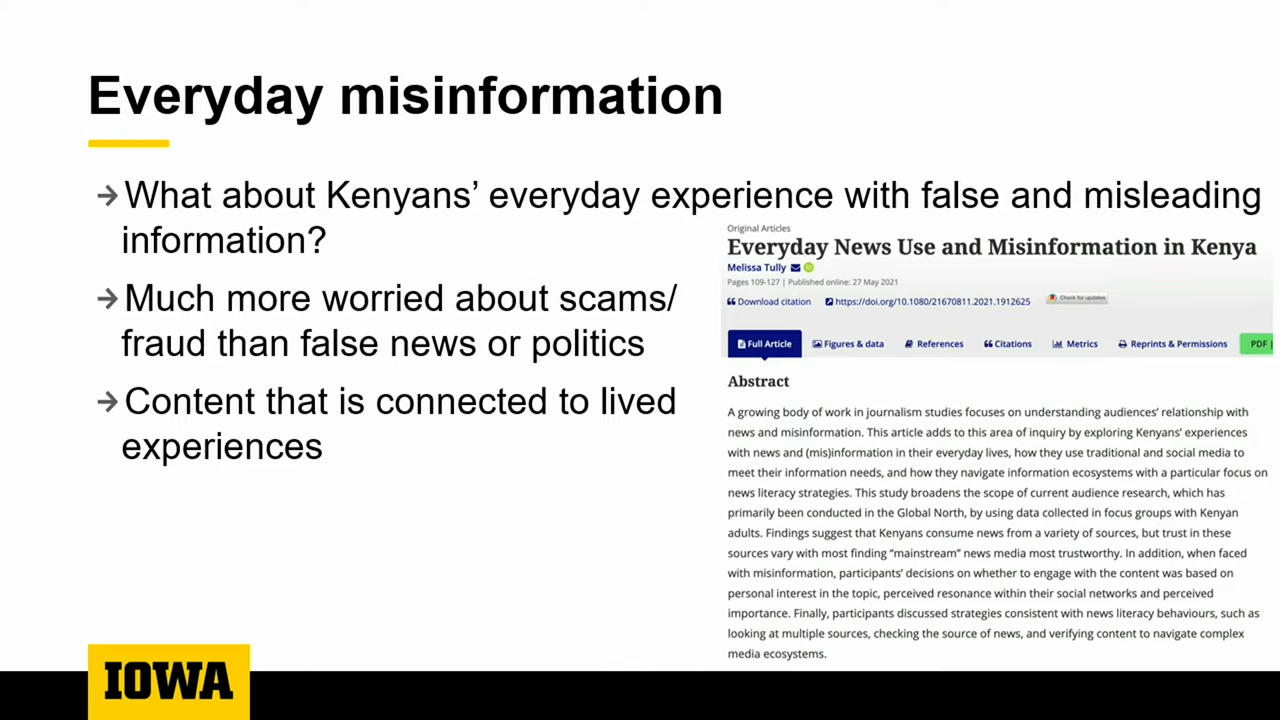 Everyday misinformation
→What about Kenyans’ everyday experience with false and misleading
information?
→Much more worried about scams/
fraud than false news or politics
→Content that is connected to lived
experiences
Original Articles
Everyday News Use and Misinformation in Kenya
Melissa Tully
Pages 109-127 | Published online: 27 May 2021
Download citation https://doi.org/10.1080/21670811.2021.1912625 Check for updates
Full Article Figures & data References Citations Metrics Reprints & Permissions PDF
Abstract
A growing body of work in journalism studies focuses on understanding audiences’ relationship with
news and misinformation. This article adds to this area of inquiry by exploring Kenyans’ experiences
with news and (mis)information in their everyday lives, how they use traditional and social media to
meet their information needs, and how they navigate information ecosystems with a particular focus on
news literacy strategies. This study broadens the scope of current audience research, which has
primarily been conducted in the Global North, by using data collected in focus groups with Kenyan
adults. Findings suggest that Kenyans consume news from a variety of sources, but trust in these
sources vary with most finding “mainstream” news media most trustworthy. In addition, when faced
with misinformation, participants’ decisions on whether to engage with the content was based on
personal interest in the topic, perceived resonance within their social networks and perceived
importance. Finally, participants discussed strategies consistent with news literacy behaviours, such as
looking at multiple sources, checking the source of news, and verifying content to navigate complex
media ecosystems.
IOWA